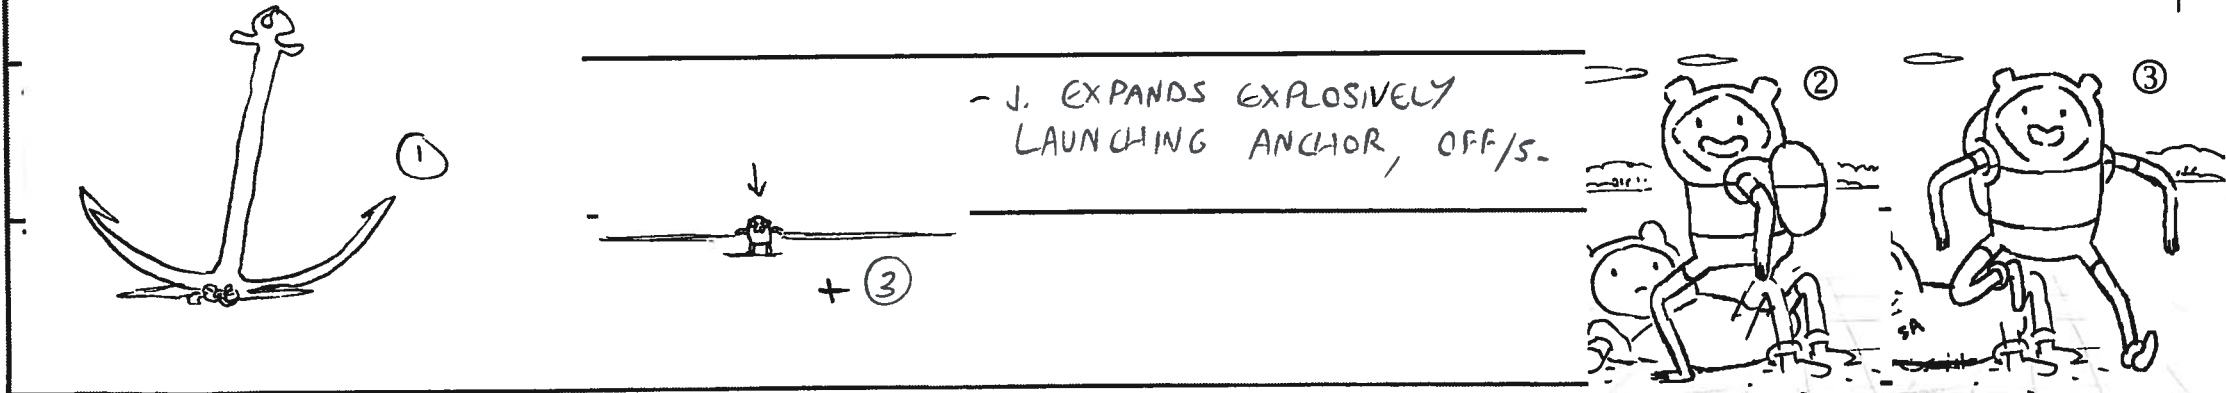 1
- J. EXPANDS EXPLOSIVELY
LAUNCHING ANCHOR, OFF/S.
+ 3
2
3
SA